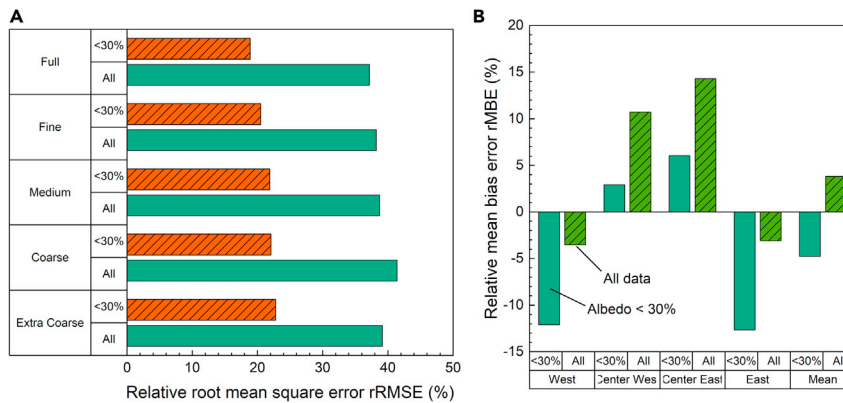 A
Full
<30%
All
Fine
<30%
All
Medium
<30%
All
Coarse
<30%
All
Extra Coarse
<30%
All
0 10 20 30 40 50
Relative root mean square error rRMSE (%)
B
Relative mean bias error rMBE (%)
20
15
10
5
0
-5
-10
-15
All data
Albedo < 30%
<30% All <30% All <30% All <30% All <30% All
West Center Wes Center East East Mean